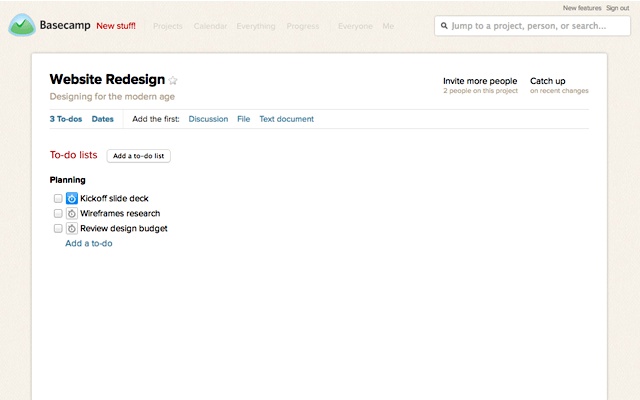 New features Sign out
Basecamp New stuff! Projects Calendar Everything Progress Everyone Me Jump to a project, person, or search...
Website Redesign
Designing for the modern age
Invite more people
2 people on this project
Catch up
on recent changes
3 To-dos Dates Add the first: Discussion File Text document
To-do lists Add a to-do list
Planning
Kickoff slide deck
Wireframes research
Review design budget
Add a to-do